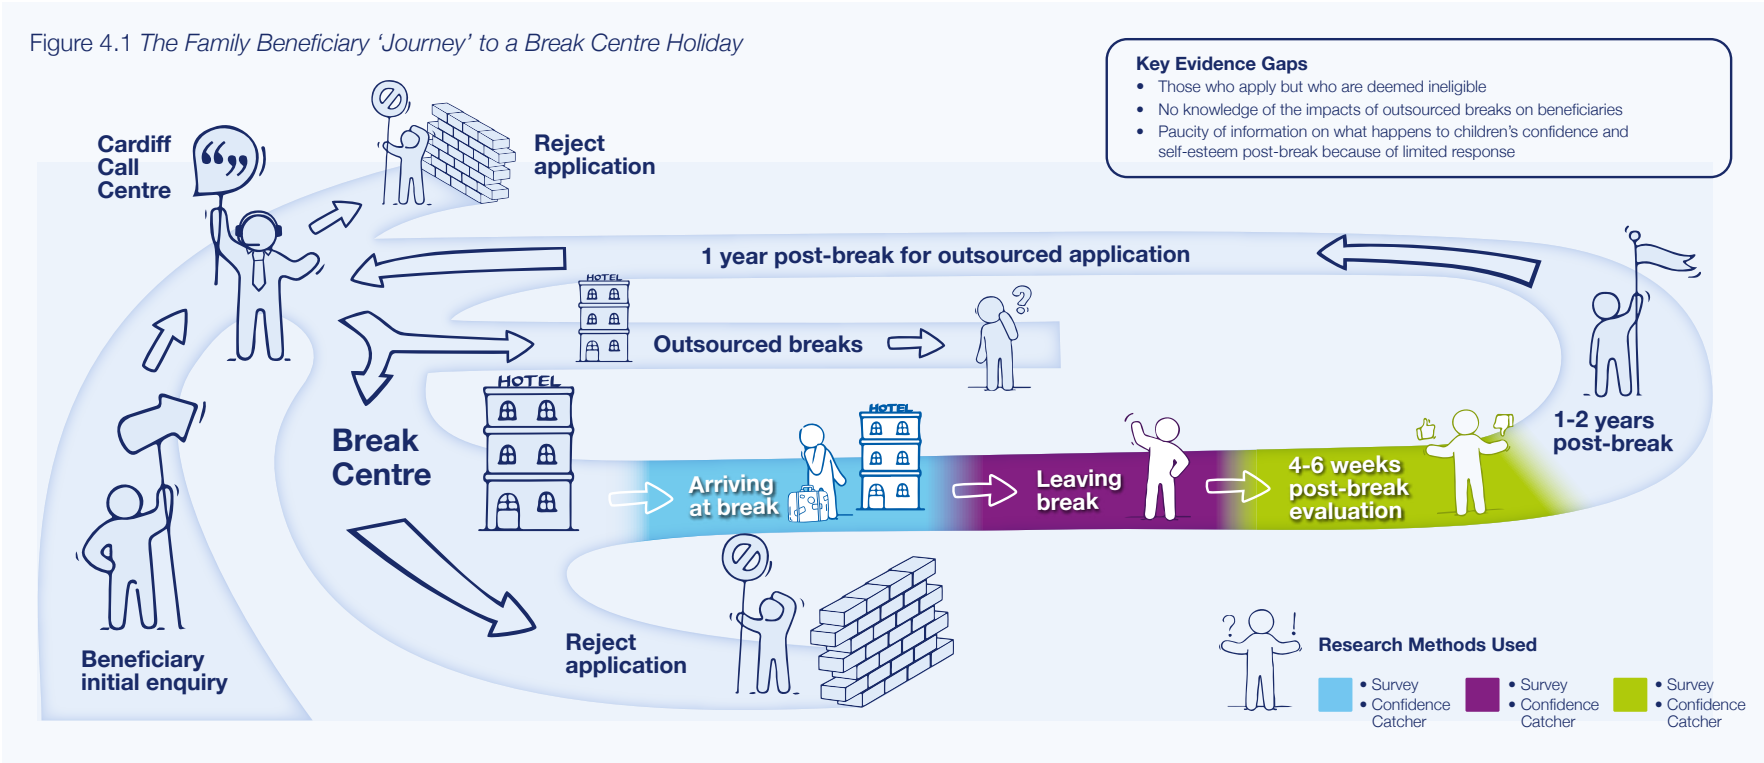 Figure 4.1 The Family Beneficiary ‘Journey’ to a Break Centre Holiday
Key Evidence Gaps
• Those who apply but who are deemed ineligible
• No knowledge of the impacts of outsourced breaks on beneficiaries
• Paucity of information on what happens to children’s confidence and
self-esteem post-break because of limited response
Cardiff
Call
Centre
Reject
application
1 year post-break for outsourced application
HOTEL
Outsourced breaks
?
HOTEL
Break
Centre
Arriving
at break
HOTEL
Leaving
break
4-6 weeks
post-break
evaluation
1-2 years
post-break
Reject
application
Beneficiary
initial enquiry
? !
Research Methods Used
• Survey
• Confidence
Catcher
• Survey
• Confidence
Catcher
• Survey
• Confidence
Catcher